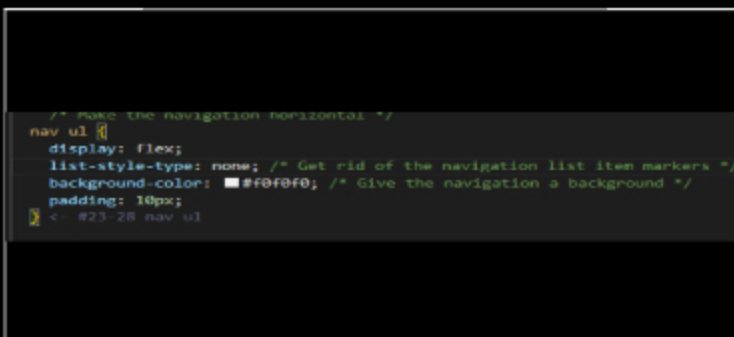 /* Make the navigation horizontal */
nav ul {
display: flex;
list-style-type: none; /* Get rid of the navigation list item markers */
background-color: #f0f0f0; /* Give the navigation a background */
padding: 10px;
} <- #23-28 nav ul